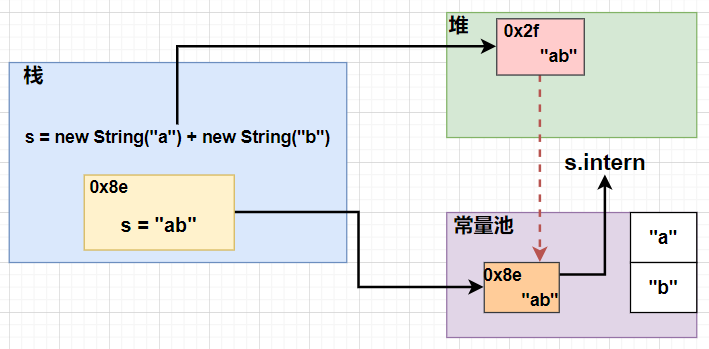 堆
0x2f
"ab"
栈
s = new String("a") + new String("b")
s.intern
0x8e
s = "ab"
常量池
"a"
0x8e
"ab"
"b"